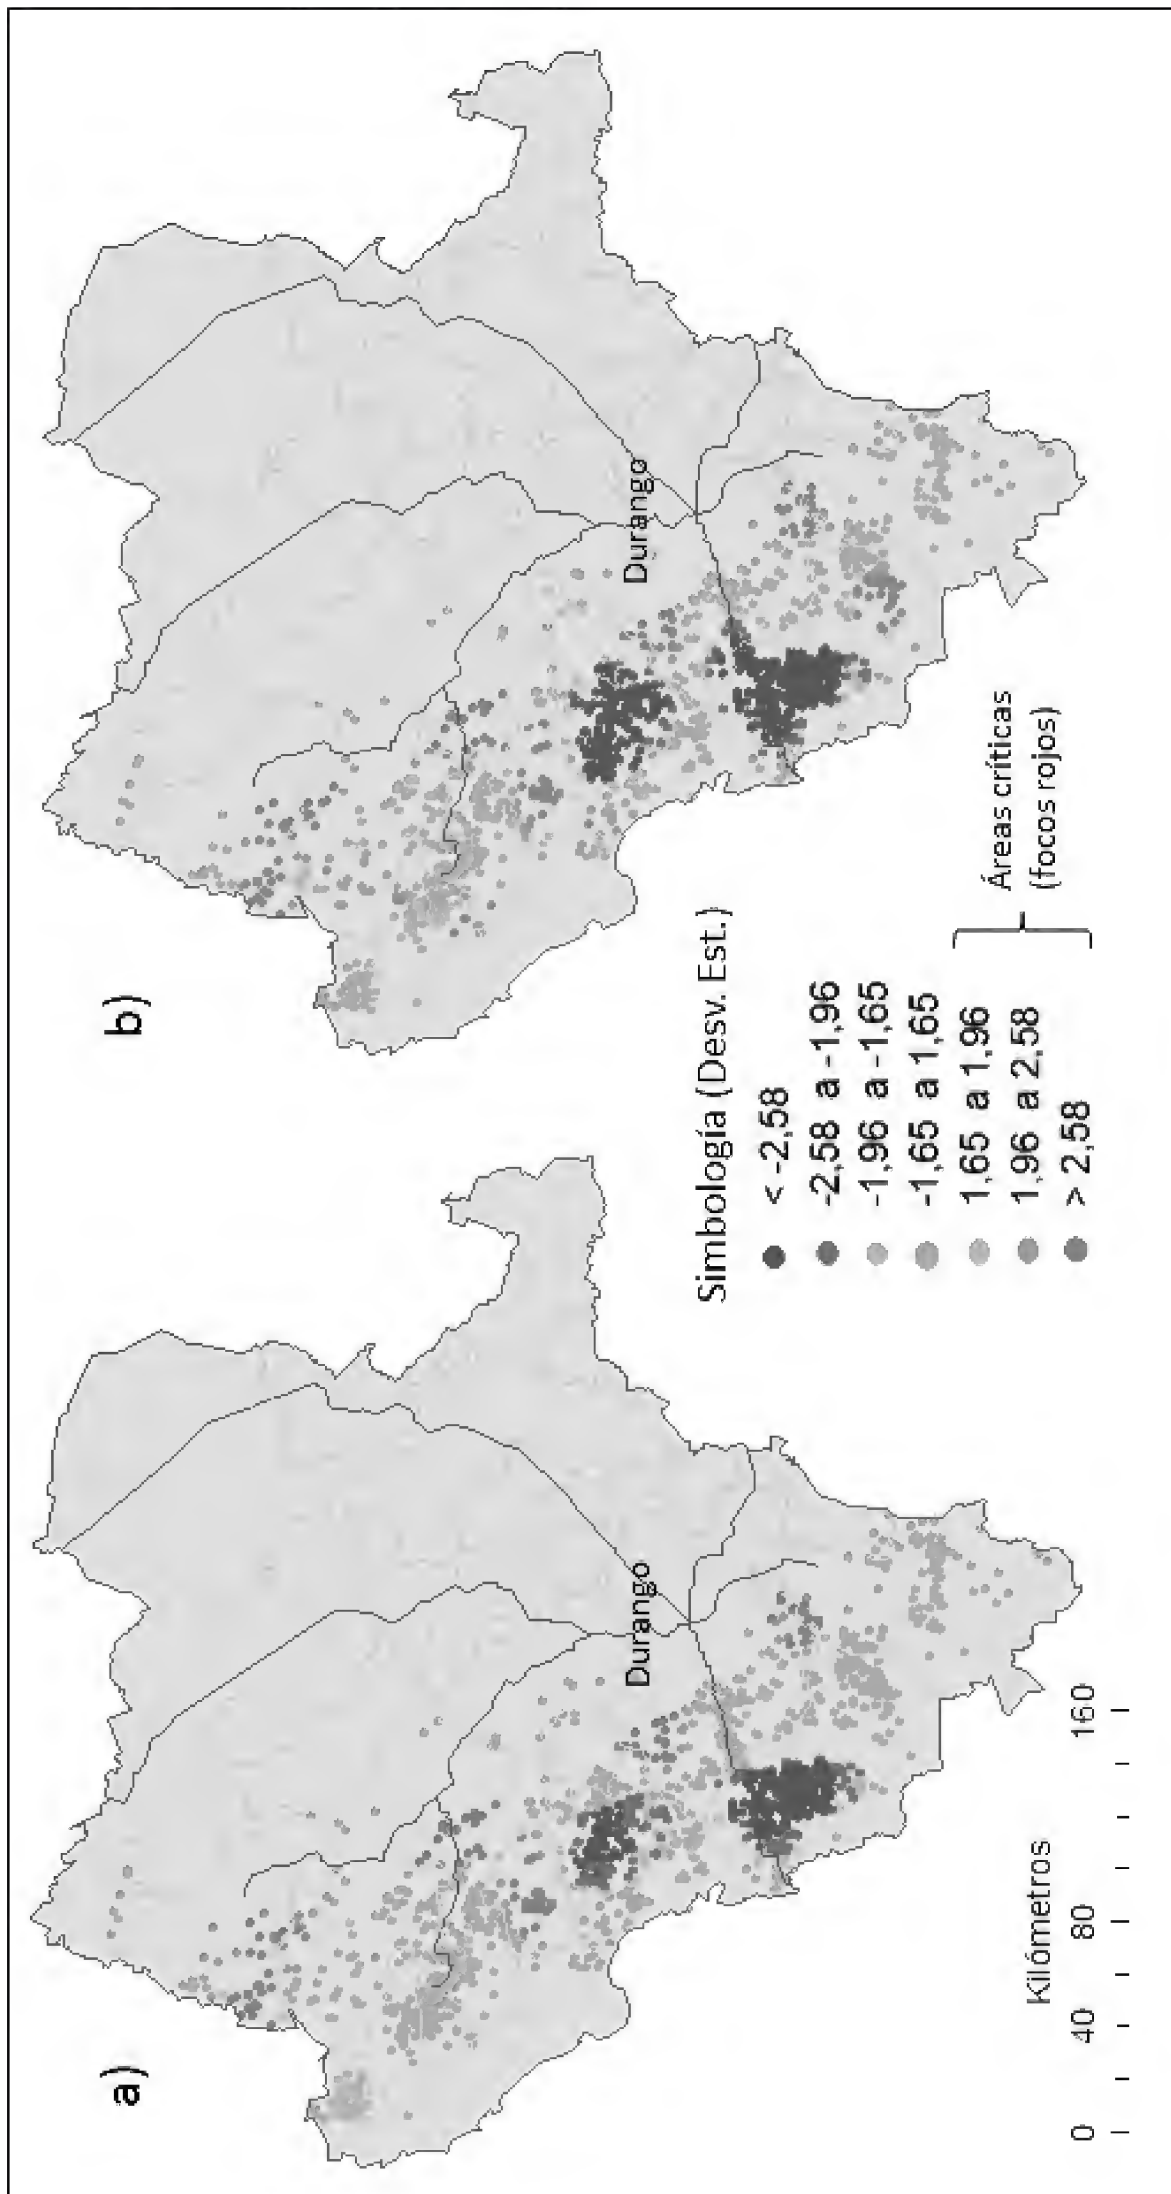 a)
Durango
b)
Durango
Simbología (Desv. Est.)
< -2,58
-2,58 a -1,96
-1,96 a -1,65
-1,65 a 1,65
1,65 a 1,96
1,96 a 2,58
> 2,58
Áreas críticas
(focos rojos)
Kilómetros
0 40 80 160